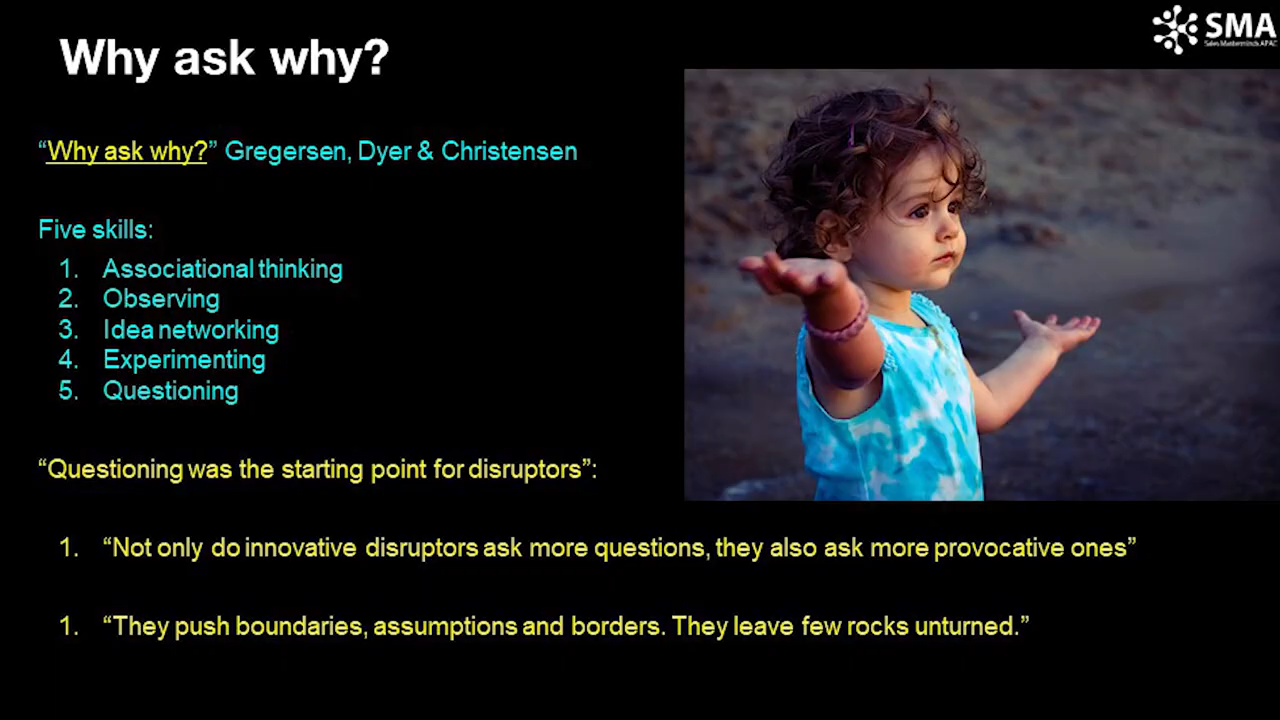 Why ask why?
SMA
Sales Masterminds APAC
“Why ask why?” Gregersen, Dyer & Christensen
Five skills:
1. Associational thinking
2. Observing
3. Idea networking
4. Experimenting
5. Questioning
“Questioning was the starting point for disruptors”:
1. “Not only do innovative disruptors ask more questions, they also ask more provocative ones”
1. “They push boundaries, assumptions and borders. They leave few rocks unturned.”